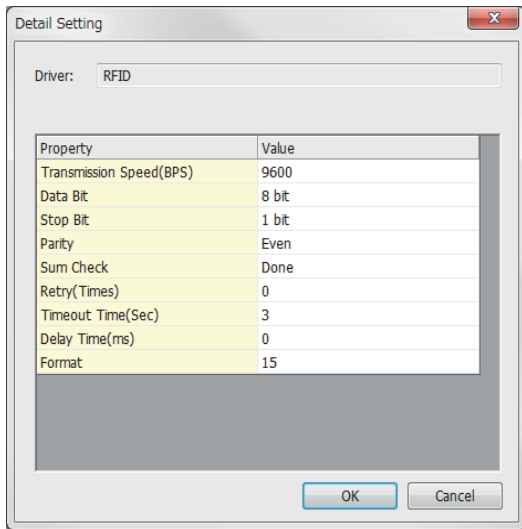 Detail Setting
Driver: RFID
Property Value
Transmission Speed(BPS) 9600
Data Bit 8 bit
Stop Bit 1 bit
Parity Even
Sum Check Done
Retry(Times) 0
Timeout Time(Sec) 3
Delay Time(ms) 0
Format 15
OK Cancel